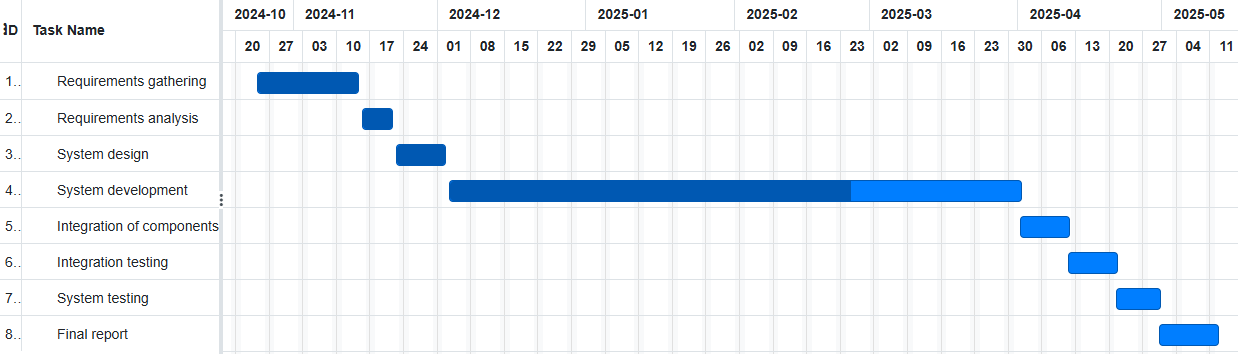 2024-10 2024-11 2024-12 2025-01 2025-02 2025-03 2025-04 2025-05
ID Task Name
20 27 03 10 17 24 01 08 15 22 29 05 12 19 26 02 09 16 23 02 09 16 23 30 06 13 20 27 04 11
1.. Requirements gathering
2.. Requirements analysis
3.. System design
4.. System development
5.. Integration of components
6.. Integration testing
7.. System testing
8.. Final report